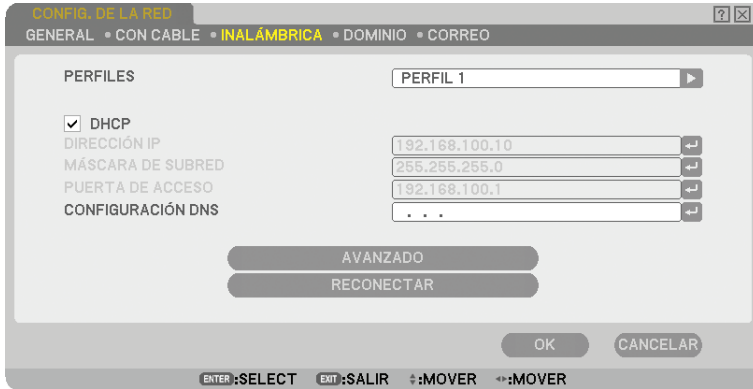 CONFIG. DE LA RED ? X
GENERAL • CON CABLE • INALÁMBRICA • DOMINIO • CORREO
PERFILES PERFIL 1
DHCP
DIRECCIÓN IP 192.168.100.10
MÁSCARA DE SUBRED 255.255.255.0
PUERTA DE ACCESO 192.168.100.1
CONFIGURACIÓN DNS . . .
AVANZADO
RECONECTAR
OK CANCELAR
ENTER:SELECT EXIT:SALIR :MOVER :MOVER